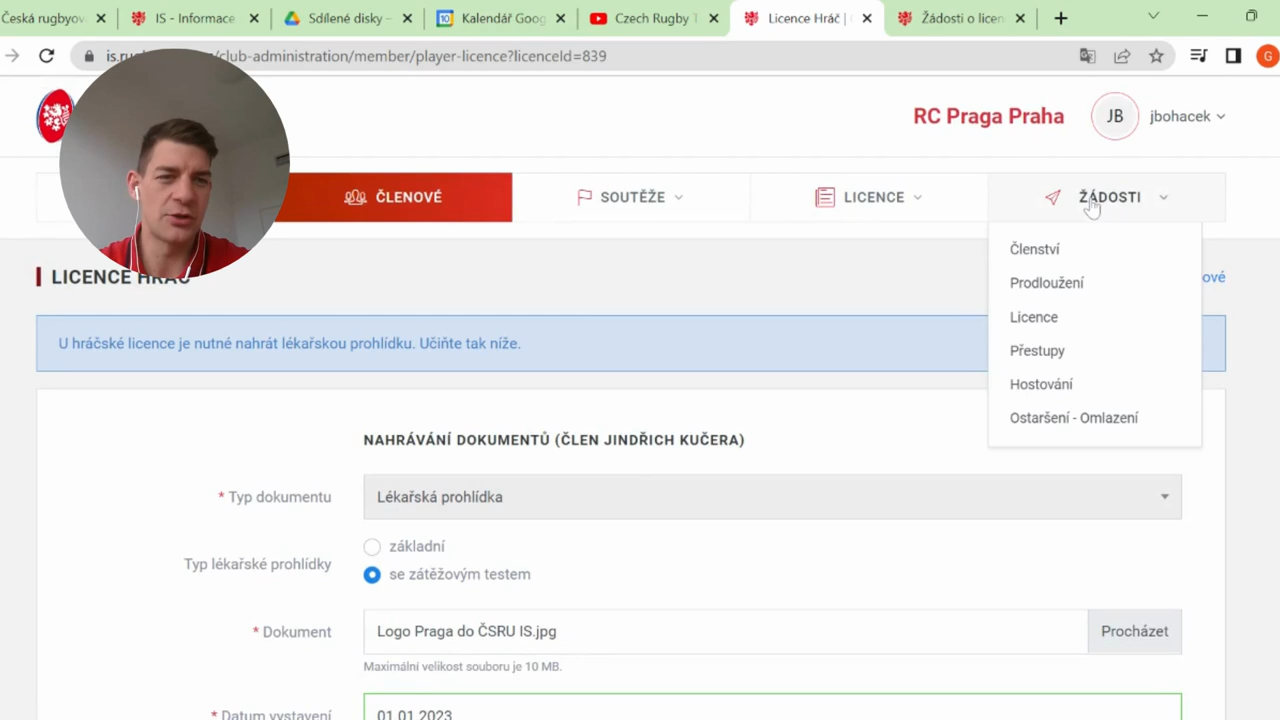 Česká rugbyov
IS - Informace
Sdílené disky -
Kalendář Goog
Czech Rugby T
Licence Hráč |
Žádosti o licen
/club-administration/member/player-licence?licenceId=839
G
RC Praga Praha
JB
jbohacek
ČLENOVÉ
SOUTĚŽE
LICENCE
ŽÁDOSTI
Členství
Prodloužení
Licence
Přestupy
Hostování
Ostaršení - Omlazení
LICENCE HRÁČ
ové
U hráčské licence je nutné nahrát lékařskou prohlídku. Učiňte tak níže.
NAHRÁVÁNÍ DOKUMENTŮ (ČLEN JINDŘICH KUČERA)
* Typ dokumentu
Lékařská prohlídka
Typ lékařské prohlídky
základní
se zátěžovým testem
* Dokument
Logo Praga do ČSRU IS.jpg
Procházet
Maximální velikost souboru je 10 MB.
* Datum vystavení
01.01.2023